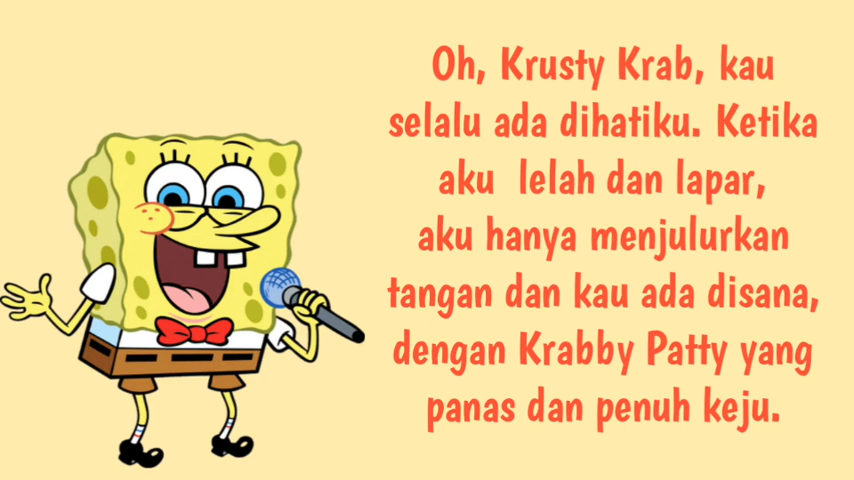 Oh, Krusty Krab, kau
selalu ada dihatiku. Ketika
aku lelah dan lapar,
aku hanya menjulurkan
tangan dan kau ada disana,
dengan Krabby Patty yang
panas dan penuh keju.